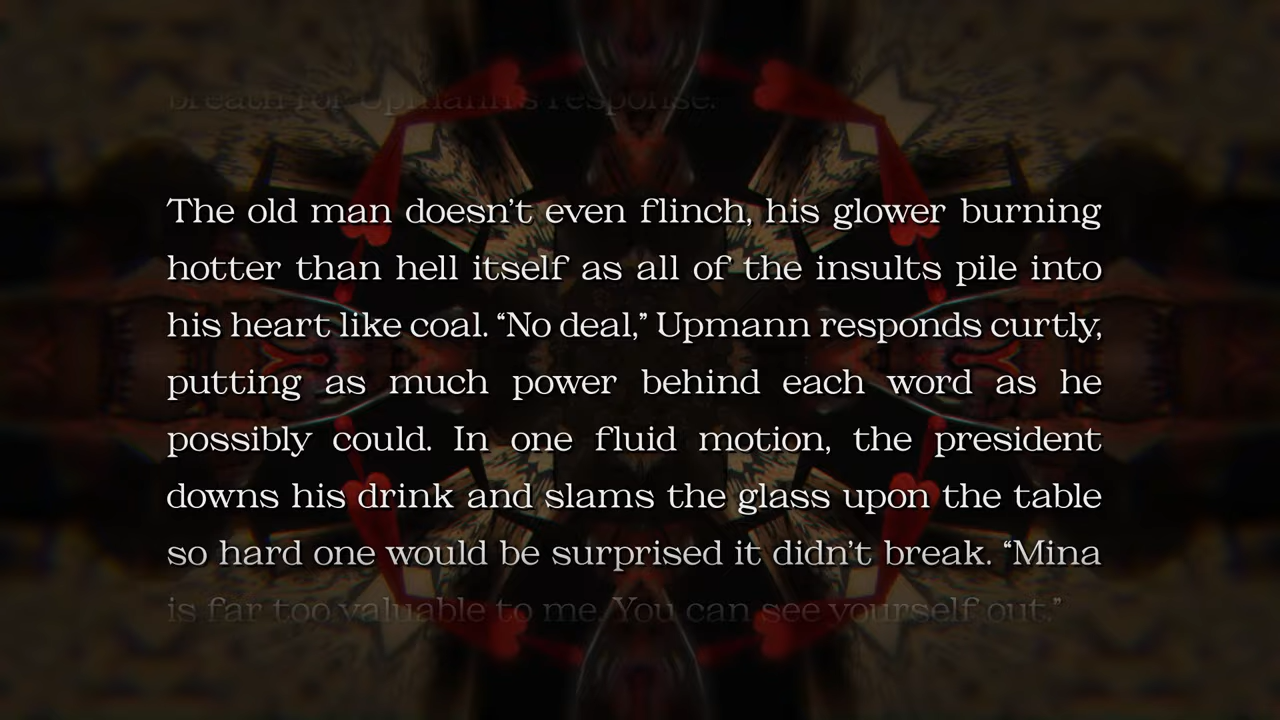 breath for Upmann's response.
The old man doesn’t even flinch, his glower burning
hotter than hell itself as all of the insults pile into
his heart like coal. “No deal,” Upmann responds curtly,
putting as much power behind each word as he
possibly could. In one fluid motion, the president
downs his drink and slams the glass upon the table
so hard one would be surprised it didn’t break. “Mina
is far too valuable to me. You can see yourself out.”